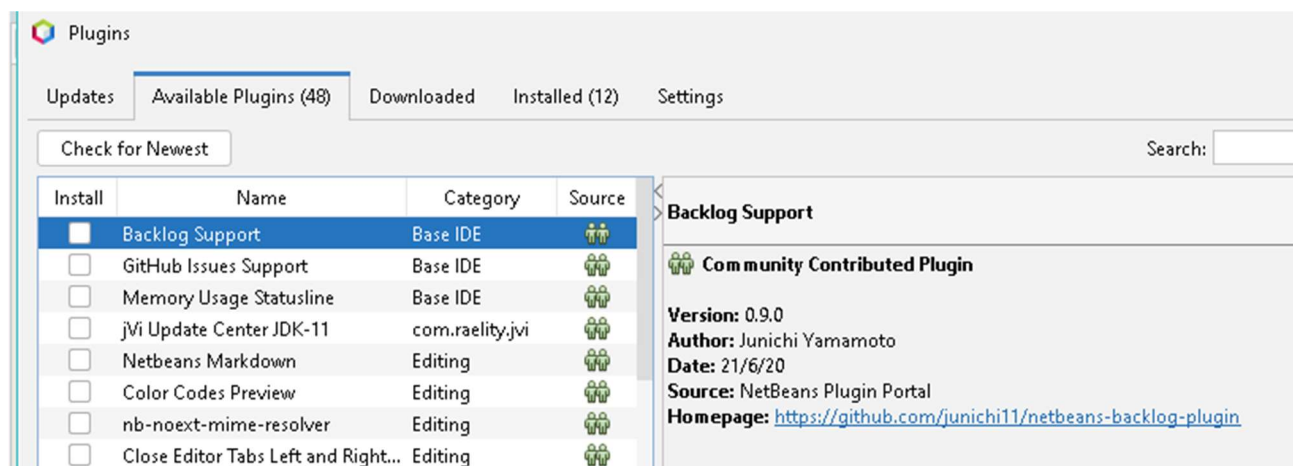 Plugins
Updates Available Plugins (48) Downloaded Installed (12) Settings
Check for Newest Search:
Install Name Category Source
Backlog Support Base IDE
GitHub Issues Support Base IDE
Memory Usage Statusline Base IDE
jVi Update Center JDK-11 com.raelity.jvi
Netbeans Markdown Editing
Color Codes Preview Editing
nb-noext-mime-resolver Editing
Close Editor Tabs Left and Right... Editing
Backlog Support
Community Contributed Plugin
Version: 0.9.0
Author: Junichi Yamamoto
Date: 21/6/20
Source: NetBeans Plugin Portal
Homepage: https://github.com/junichi11/netbeans-backlog-plugin